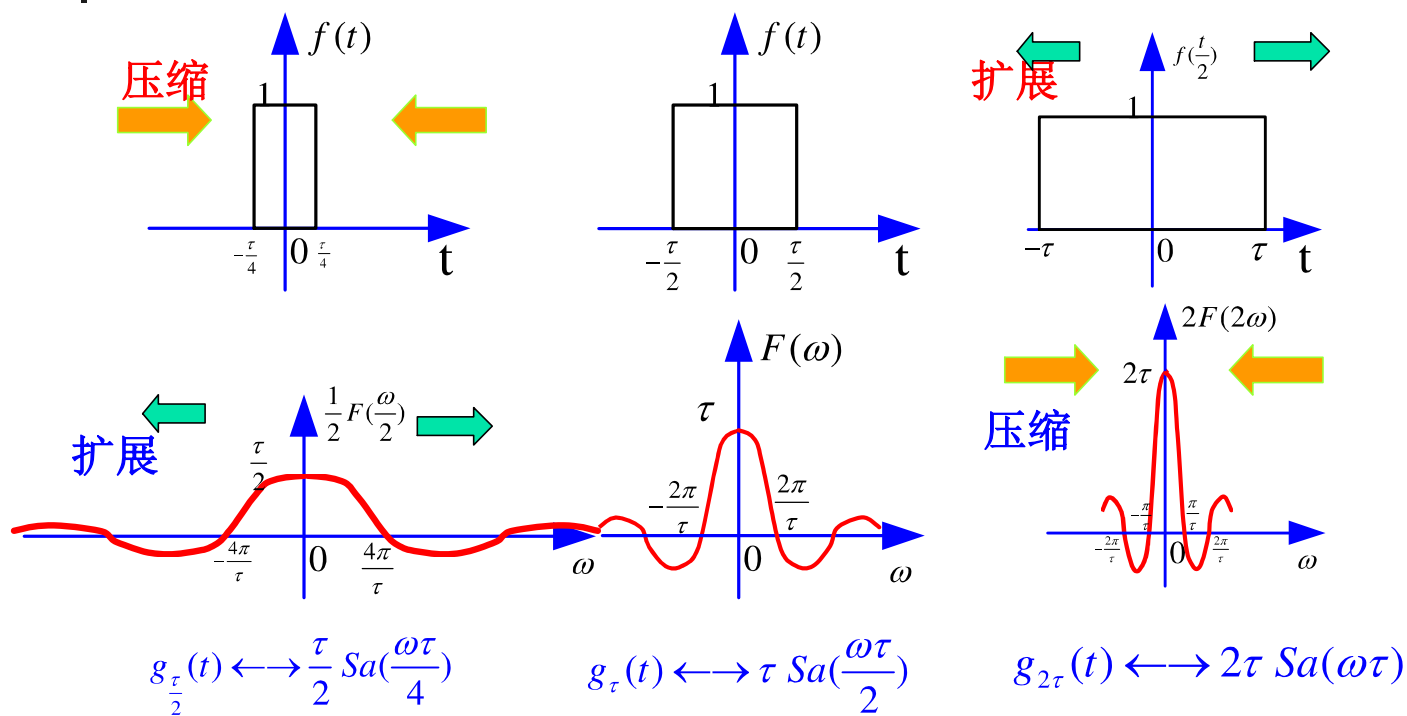 f(t)
压缩
1
-τ/4 0 τ/4 t
f(t)
1
-τ/2 0 τ/2 t
扩展
f(t/2)
1
-τ 0 τ t
扩展
1/2 F(ω/2)
τ/2
-4π/τ 0 4π/τ ω
F(ω)
τ
-2π/τ 2π/τ
0 ω
2F(2ω)
2τ
压缩
-π/τ π/τ
-2π/τ 0 2π/τ ω
g_{τ/2}(t) ←→ τ/2 Sa(ωτ/4)
g_τ(t) ←→ τ Sa(ωτ/2)
g_{2τ}(t) ←→ 2τ Sa(ωτ)